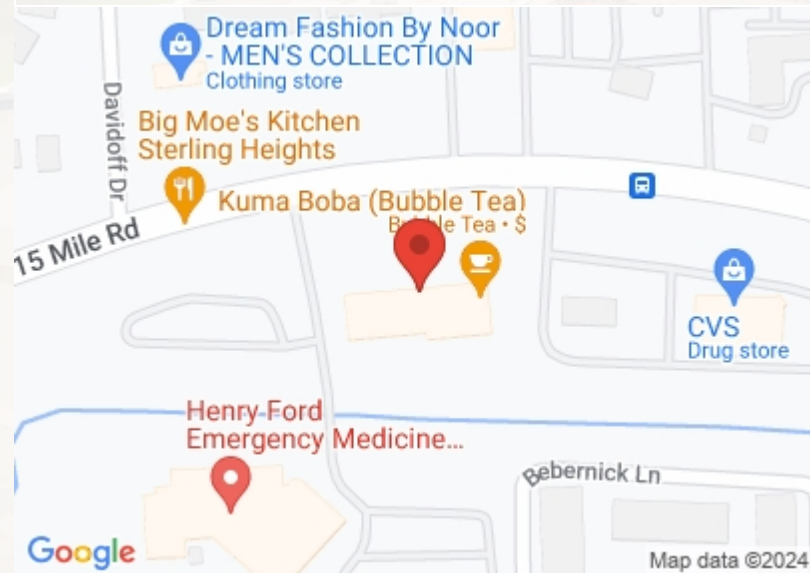 Dream Fashion By Noor
- MEN'S COLLECTION
Clothing store
Davidoff Dr
Big Moe's Kitchen
Sterling Heights
Kuma Boba (Bubble Tea)
Bubble Tea • $
15 Mile Rd
CVS
Drug store
Henry Ford
Emergency Medicine...
Bebernick Ln
Google
Map data ©2024